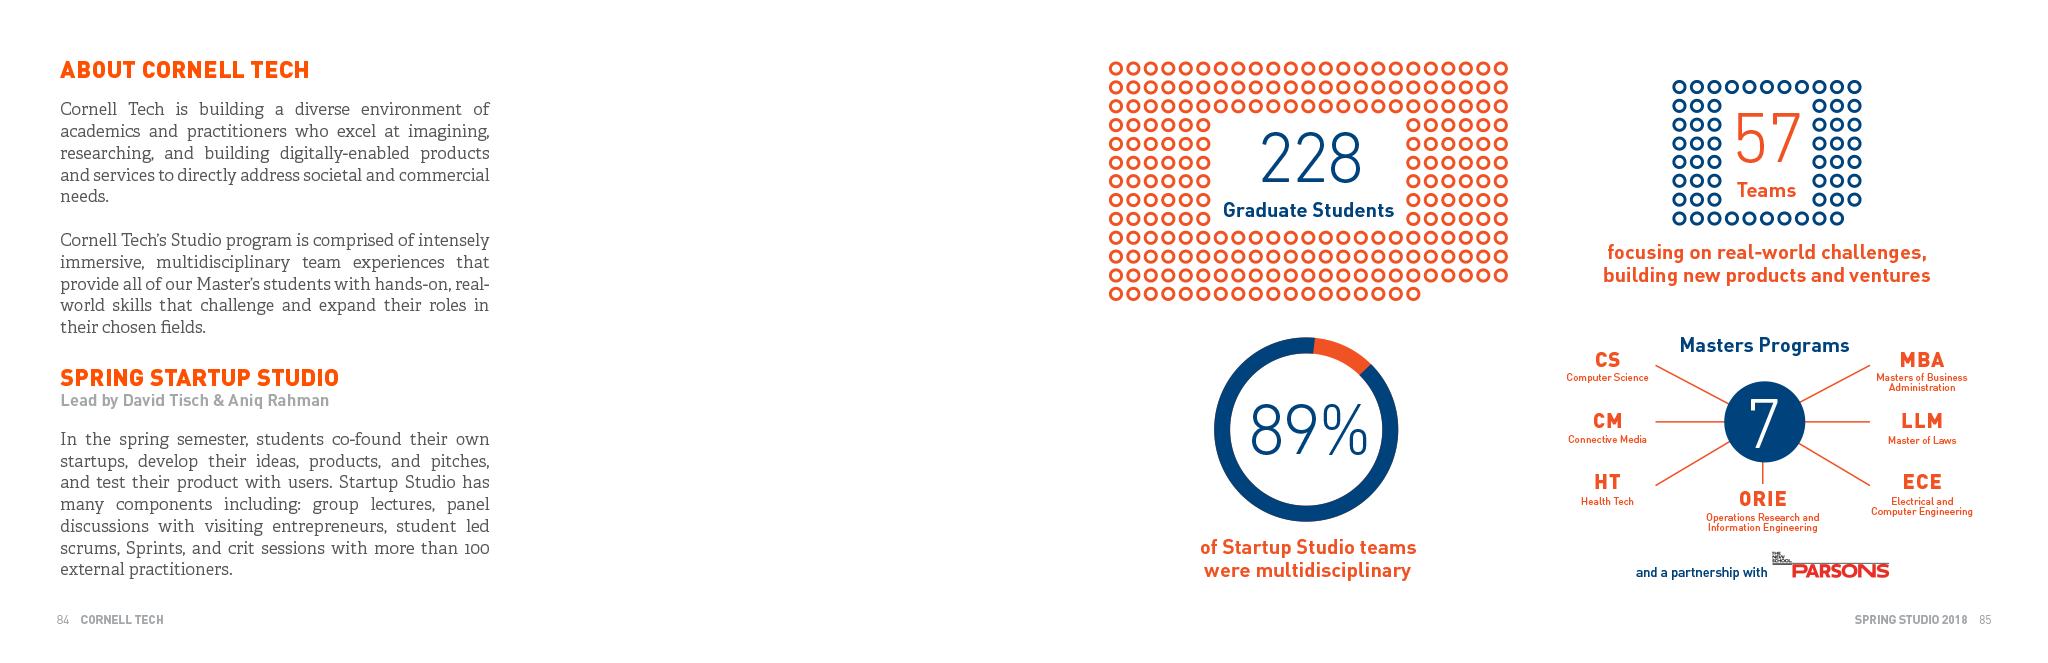 ABOUT CORNELL TECH
Cornell Tech is building a diverse environment of
academics and practitioners who excel at imagining,
researching, and building digitally-enabled products
and services to directly address societal and commercial
needs.
Cornell Tech's Studio program is comprised of intensely
immersive, multidisciplinary team experiences that
provide all of our Master's students with hands-on, real-
world skills that challenge and expand their roles in
their chosen fields.
SPRING STARTUP STUDIO
Lead by David Tisch & Aniq Rahman
In the spring semester, students co-found their own
startups, develop their ideas, products, and pitches,
and test their product with users. Startup Studio has
many components including: group lectures, panel
discussions with visiting entrepreneurs, student led
scrums, Sprints, and crit sessions with more than 100
external practitioners.
84 CORNELL TECH
228
Graduate Students
57
Teams
focusing on real-world challenges,
building new products and ventures
89%
of Startup Studio teams
were multidisciplinary
Masters Programs
7
CS
Computer Science
CM
Connective Media
HT
Health Tech
ORIE
Operations Research and
Information Engineering
MBA
Masters of Business
Administration
LLM
Master of Laws
ECE
Electrical and
Computer Engineering
and a partnership with
THE
NEW
SCHOOL
PARSONS
SPRING STUDIO 2018 85